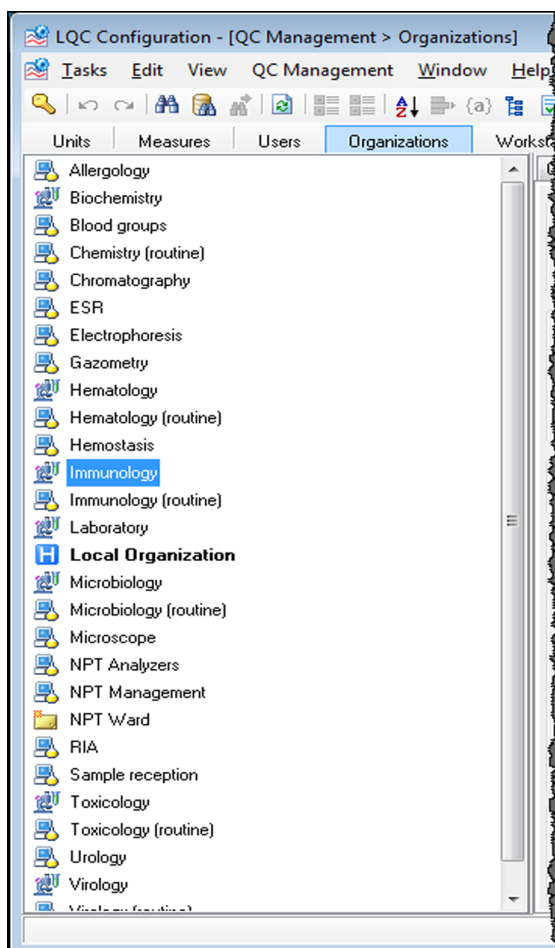 LQC Configuration - [QC Management > Organizations]
Tasks Edit View QC Management Window Help
Units Measures Users Organizations
Allergology
Biochemistry
Blood groups
Chemistry (routine)
Chromatography
ESR
Electrophoresis
Gazometry
Hematology
Hematology (routine)
Hemostasis
Immunology
Immunology (routine)
Laboratory
H Local Organization
Microbiology
Microbiology (routine)
Microscope
NPT Analyzers
NPT Management
NPT Ward
RIA
Sample reception
Toxicology
Toxicology (routine)
Urology
Virology